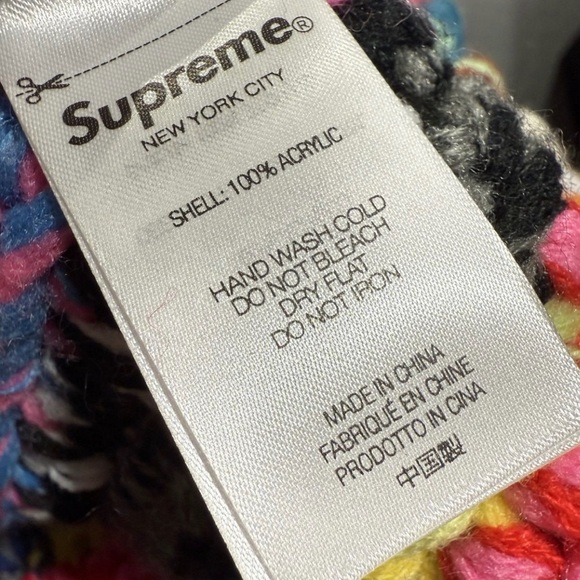 Supreme®
NEW YORK CITY
SHELL: 100% ACRYLIC
HAND WASH COLD
DO NOT BLEACH
DRY FLAT
DO NOT IRON
MADE IN CHINA
FABRIQUÉ EN CHINE
PRODOTTO IN CINA
中国製